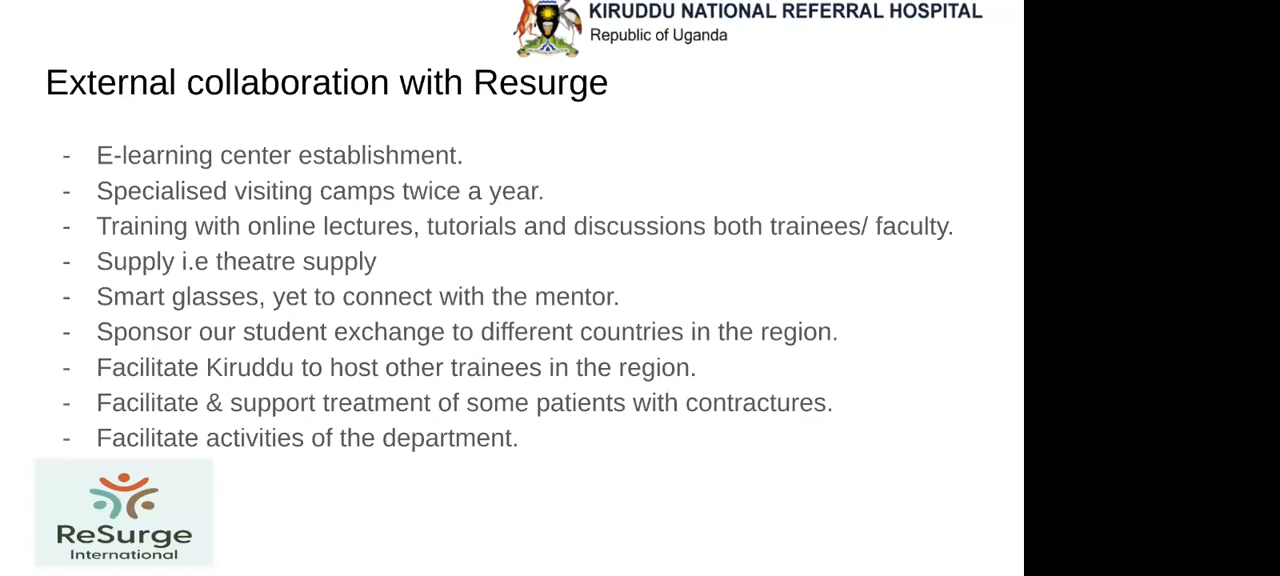 KIRUDDU NATIONAL REFERRAL HOSPITAL
Republic of Uganda
External collaboration with Resurge
- E-learning center establishment.
- Specialised visiting camps twice a year.
- Training with online lectures, tutorials and discussions both trainees/ faculty.
- Supply i.e theatre supply
- Smart glasses, yet to connect with the mentor.
- Sponsor our student exchange to different countries in the region.
- Facilitate Kiruddu to host other trainees in the region.
- Facilitate & support treatment of some patients with contractures.
- Facilitate activities of the department.
ReSurge
International